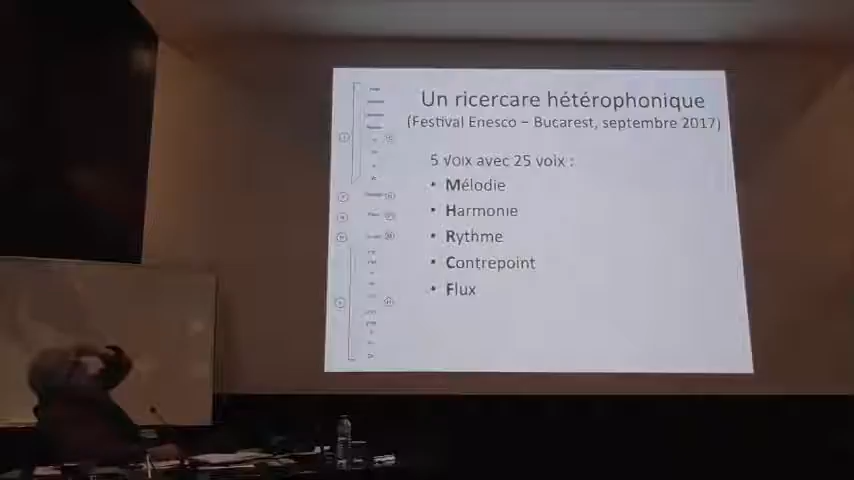 Un ricercare hétérophonique
(Festival Enesco – Bucarest, septembre 2017)
5 voix avec 25 voix :
• Mélodie
• Harmonie
• Rythme
• Contrepoint
• Flux